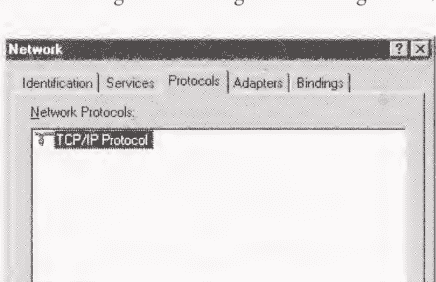 Network
Identification Services Protocols Adapters Bindings
Network Protocols:
TCP/IP Protocol